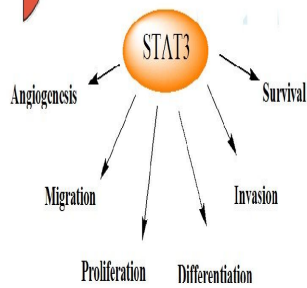 STAT3
Angiogenesis
Survival
Migration
Invasion
Proliferation
Differentiation